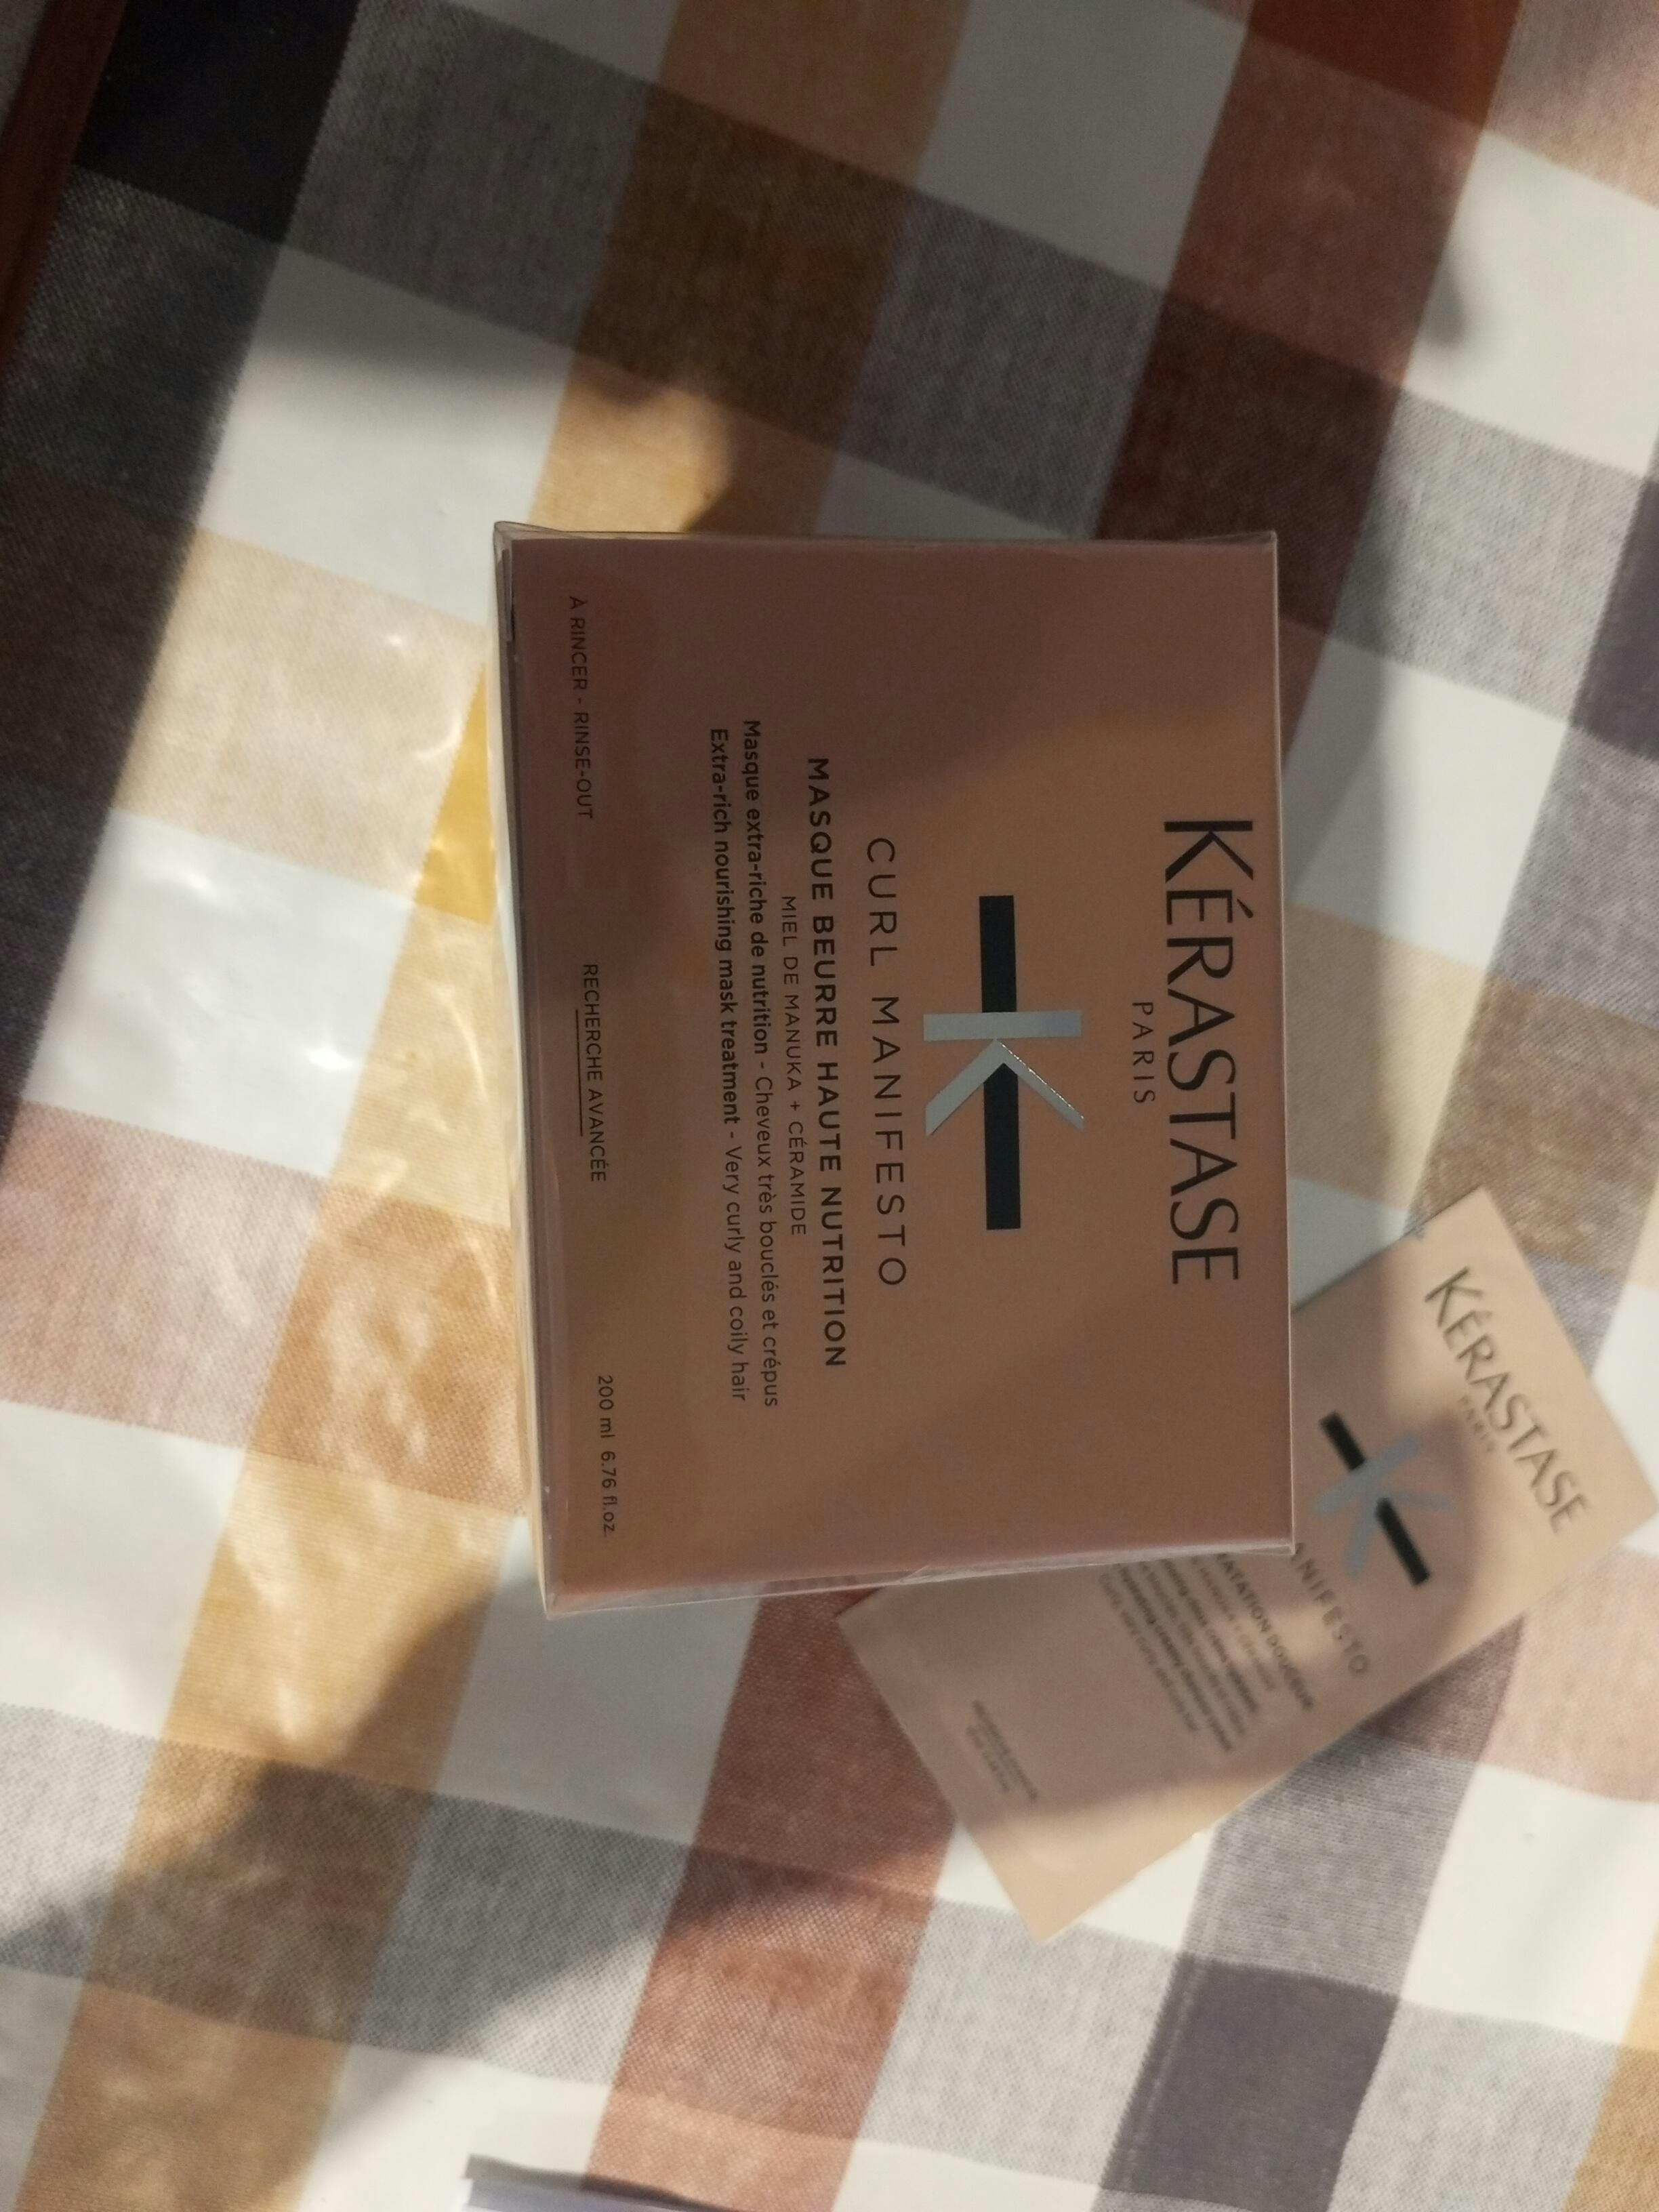 KÉRASTASE
PARIS
K
CURL MANIFESTO
MASQUE BEURRE HAUTE NUTRITION
MIEL DE MANUKA + CÉRAMIDE
Masque extra-riche de nutrition - Cheveux très bouclés et crépus
Extra-rich nourishing mask treatment - Very curly and coily hair
À RINCER - RINSE-OUT
RECHERCHE AVANCÉE
200 ml 6.76 fl.oz.
KÉRASTASE
PARIS
K
ANIFESTO